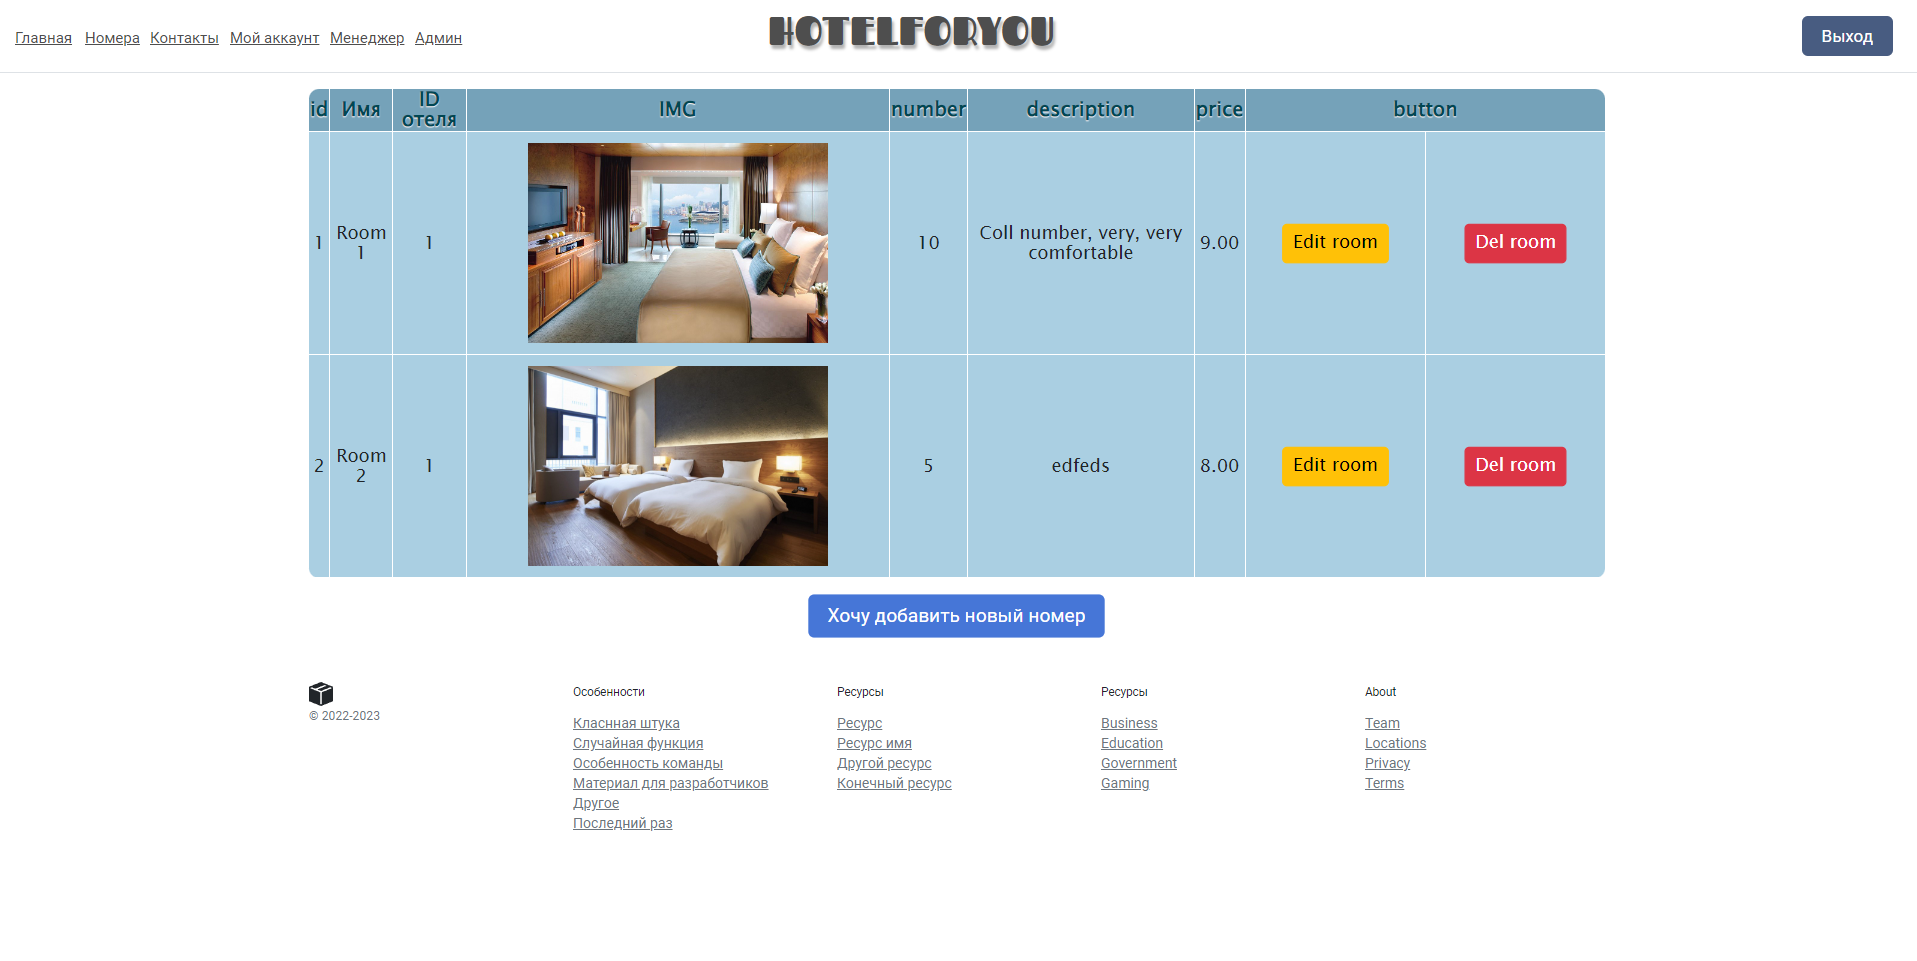 Главная Номера Контакты Мой аккаунт Менеджер Админ
HOTELFORYOU
Выход
id Имя ID отеля IMG number description price button
1 Room 1 1 10 Coll number, very, very comfortable 9.00 Edit room Del room
2 Room 2 1 5 edfeds 8.00 Edit room Del room
Хочу добавить новый номер
© 2022-2023
Особенности
Класнная штука
Случайная функция
Особенность команды
Материал для разработчиков
Другое
Последний раз
Ресурсы
Ресурс
Ресурс имя
Другой ресурс
Конечный ресурс
Ресурсы
Business
Education
Government
Gaming
About
Team
Locations
Privacy
Terms